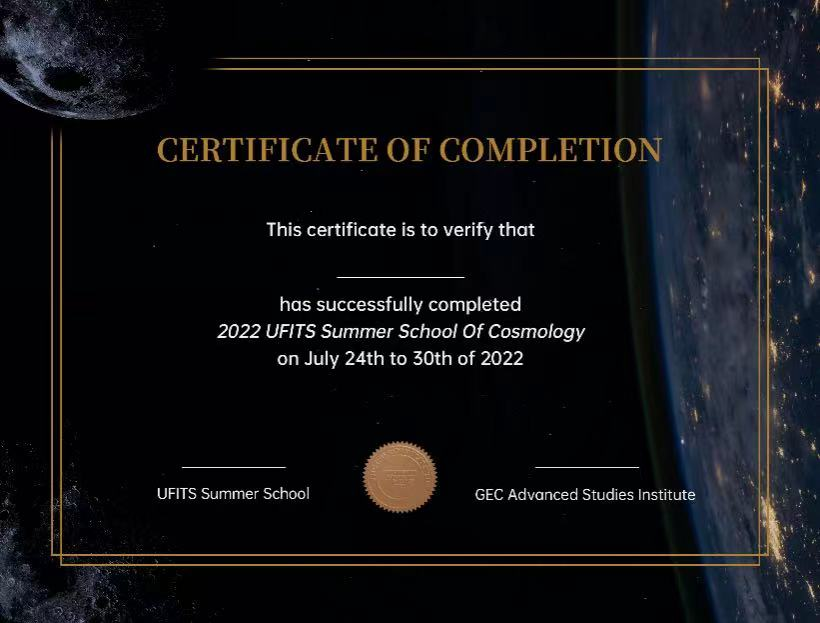 CERTIFICATE OF COMPLETION
This certificate is to verify that
has successfully completed
2022 UFITS Summer School Of Cosmology
on July 24th to 30th of 2022
UFITS Summer School
GEC Advanced Studies Institute